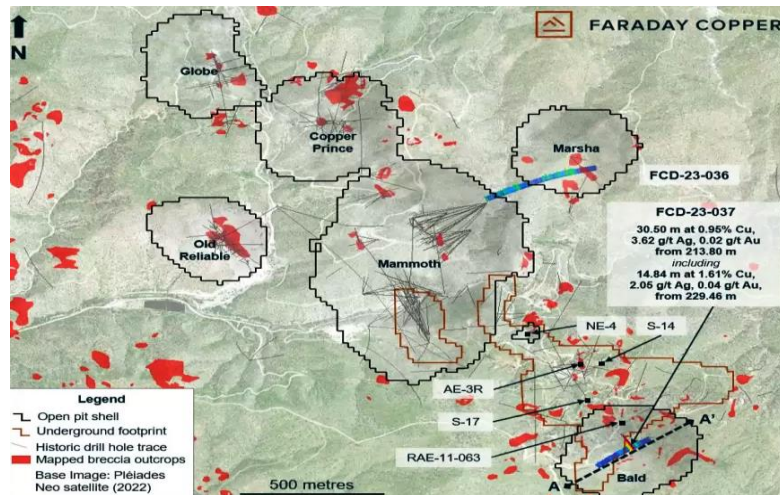 FARADAY COPPER
N
Globe
Copper
Prince
Marsha
FCD-23-036
FCD-23-037
30.50 m at 0.95% Cu,
3.62 g/t Ag, 0.02 g/t Au
from 213.80 m
including
14.84 m at 1.61% Cu,
2.05 g/t Ag, 0.04 g/t Au,
from 229.46 m
Old
Reliable
Mammoth
NE-4
S-14
AE-3R
S-17
RAE-11-063
A'
A
Bald
Legend
Open pit shell
Underground footprint
Historic drill hole trace
Mapped breccia outcrops
Base Image: Pléiades
Neo satellite (2022)
500 metres